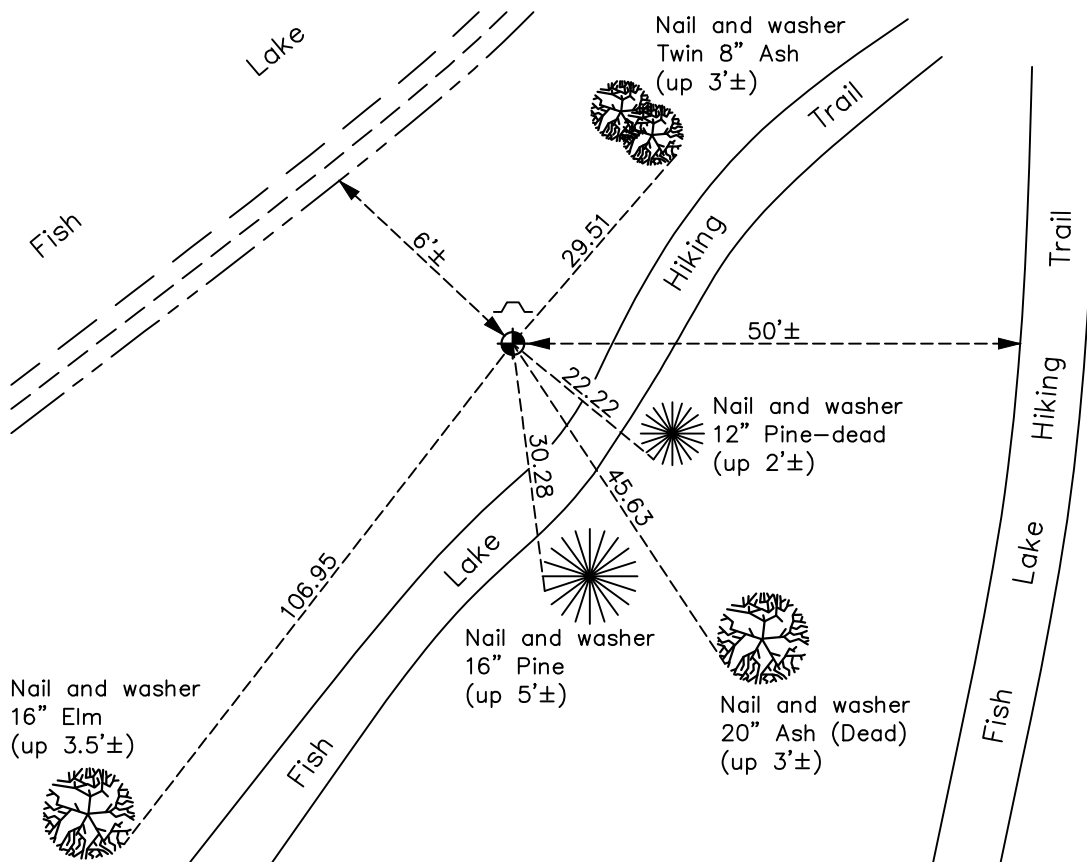 Lake
Fish
Nail and washer
Twin 8” Ash
(up 3’±)
Trail
Hiking
Lake
Fish
6’±
29.51
50’±
22.22
30.28
45.63
106.95
Nail and washer
12” Pine–dead
(up 2’±)
Nail and washer
16” Pine
(up 5’±)
Nail and washer
20” Ash (Dead)
(up 3’±)
Nail and washer
16” Elm
(up 3.5’±)
Trail
Hiking
Lake
Fish